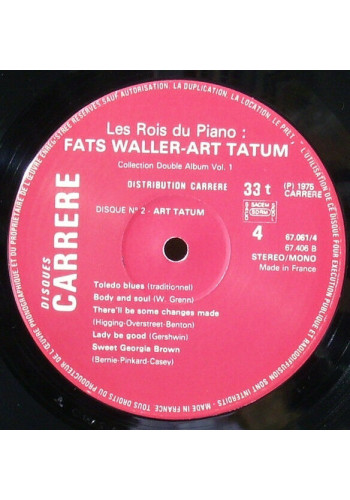 TOUS DROITS DU PRODUCTEUR DE L'ŒUVRE PHONOGRAPHIQUE ET DU PROPRIETAIRE DE L'ŒUVRE ENREGISTREE RESERVES SAUF AUTORISATION LA DUPLICATION, LA LOCATION, LE PRET, L'UTILISATION DE CE DISQUE POUR EXECUTION PUBLIQUE ET RADIODIFFUSION SONT INTERDITS - MADE IN FRANCE
Les Rois du Piano :
FATS WALLER-ART TATUM
Collection Double Album Vol. 1
DISTRIBUTION CARRERE
33 t
(P) 1975
CARRERE
DISQUE N° 2 - ART TATUM
SACEM
4
67.061/4
67.406 B
STEREO/MONO
Made in France
DISQUES
CARRERE
Toledo blues (traditionnel)
Body and soul (W. Grenn)
There'll be some changes made
(Higging-Overstreet-Benton)
Lady be good (Gershwin)
Sweet Georgia Brown
(Bernie-Pinkard-Casey)